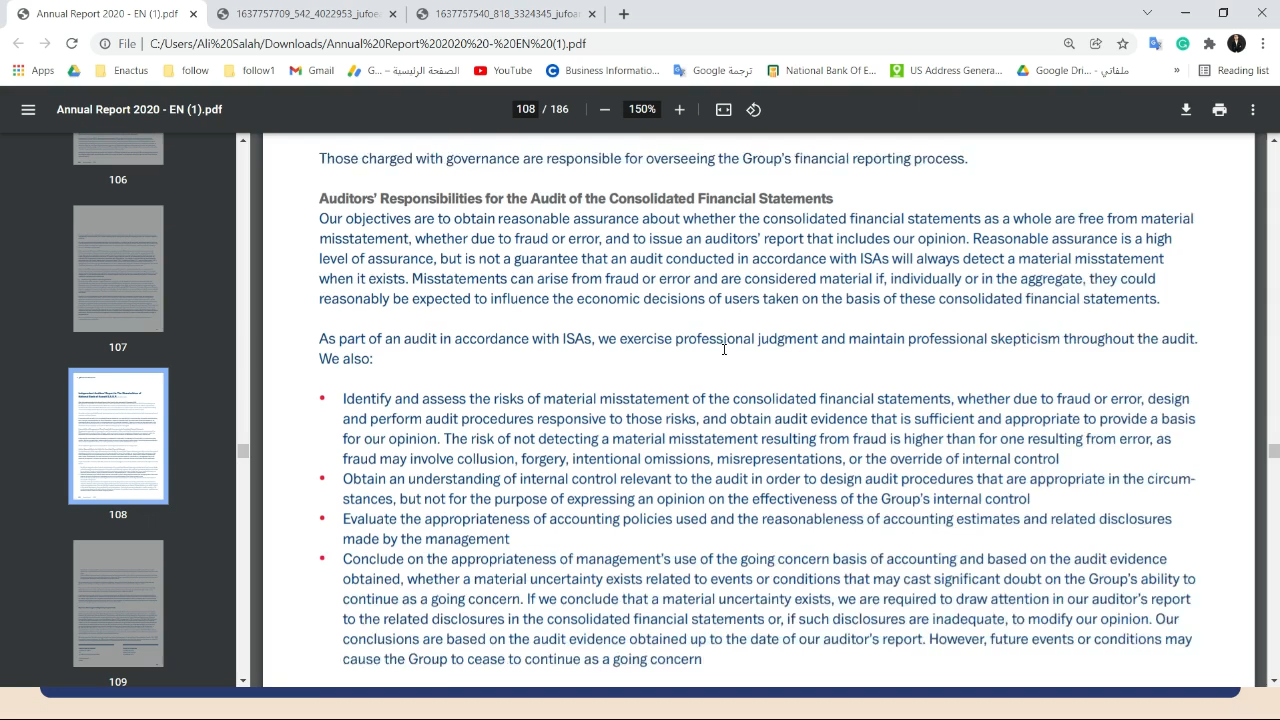 Annual Report 2020 - EN (1).pdf
1637757709_542_4022953_jufoe
1637757540_818_3324345_jufoa
File
C:/Users/Ali%20Salah/Downloads/Annual%20Report%202020%20-%20EN%20(1).pdf
Apps
Enactus
follow
follow1
Gmail
G... – الصفحة الرئيسية
YouTube
Business Informatio...
Google ترجمة
National Bank Of E...
US Address Genera...
Google Dri... - ملفاتي
»
Reading list
Annual Report 2020 - EN (1).pdf
108 / 186
150%
106
107
108
109
Those charged with governance are responsible for overseeing the Group's financial reporting process.
Auditors' Responsibilities for the Audit of the Consolidated Financial Statements
Our objectives are to obtain reasonable assurance about whether the consolidated financial statements as a whole are free from material
misstatement, whether due to fraud or error, and to issue an auditors' report that includes our opinion. Reasonable assurance is a high
level of assurance, but is not a guarantee that an audit conducted in accordance with ISAs will always detect a material misstatement
when it exists. Misstatements can arise from fraud or error and are considered material if, individually or in the aggregate, they could
reasonably be expected to influence the economic decisions of users taken on the basis of these consolidated financial statements.
As part of an audit in accordance with ISAs, we exercise professional judgment and maintain professional skepticism throughout the audit.
We also:
• Identify and assess the risks of material misstatement of the consolidated financial statements, whether due to fraud or error, design
and perform audit procedures responsive to those risks, and obtain audit evidence that is sufficient and appropriate to provide a basis
for our opinion. The risk of not detecting a material misstatement resulting from fraud is higher than for one resulting from error, as
fraud may involve collusion, forgery, intentional omissions, misrepresentations, or the override of internal control
• Obtain an understanding of internal control relevant to the audit in order to design audit procedures that are appropriate in the circum-
stances, but not for the purpose of expressing an opinion on the effectiveness of the Group's internal control
• Evaluate the appropriateness of accounting policies used and the reasonableness of accounting estimates and related disclosures
made by the management
• Conclude on the appropriateness of management's use of the going concern basis of accounting and based on the audit evidence
obtained, whether a material uncertainty exists related to events or conditions that may cast significant doubt on the Group's ability to
continue as a going concern. If we conclude that a material uncertainty exists, we are required to draw attention in our auditor's report
to the related disclosures in the consolidated financial statements or, if such disclosures are inadequate, to modify our opinion. Our
conclusions are based on the audit evidence obtained up to the date of our auditor's report. However, future events or conditions may
cause the Group to cease to continue as a going concern